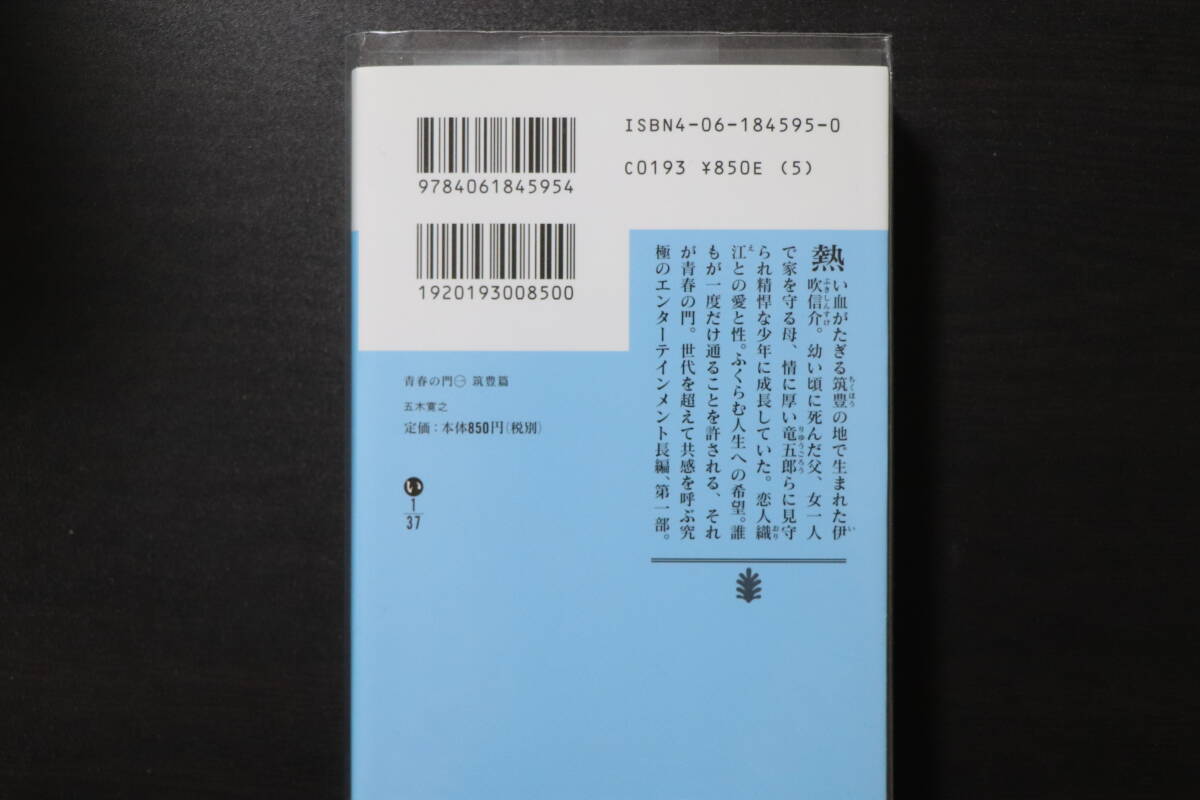 ISBN4-06-184595-0
C0193 ¥850E (5)
9784061845954
1920193008500
熱い血がたぎる筑豊の地で生まれた伊
吹信介。幼い頃に死んだ父、女一人
で家を守る母、情に厚い竜五郎らに見守
られ精悍な少年に成長していた。恋人織
江との愛と性。ふくらむ人生への希望。誰
もが一度だけ通ることを許される、それ
が青春の門。世代を超えて共感を呼ぶ究
極のエンターテインメント長編、第一部。
青春の門㊀ 筑豊篇
五木寛之
定価:本体850円(税別)
い
1
37